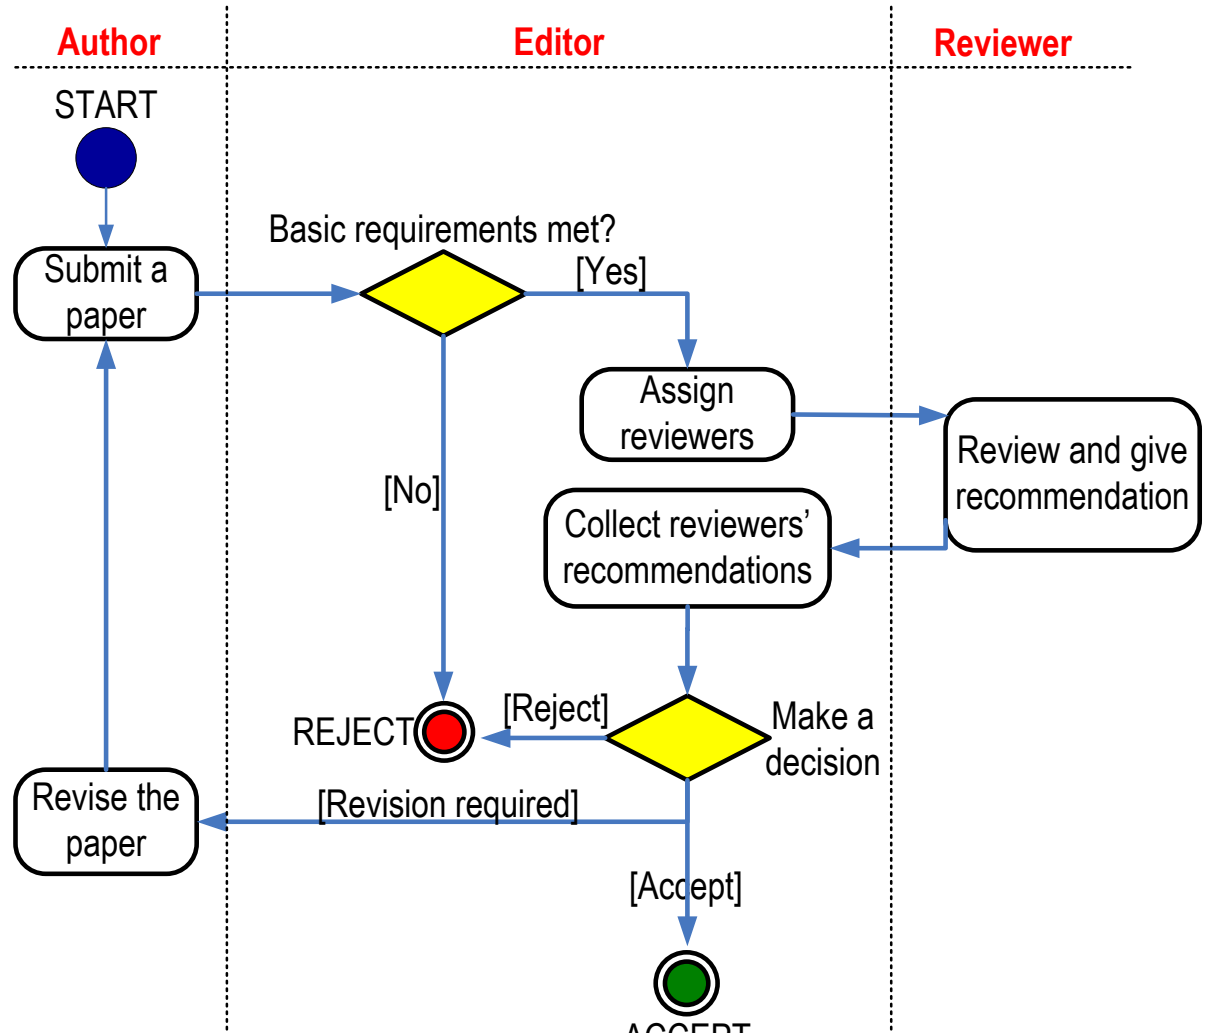 Author
Editor
Reviewer
START
Basic requirements met?
[Yes]
Submit a
paper
Assign
reviewers
Review and give
recommendation
[No]
Collect reviewers’
recommendations
[Reject]
REJECT
Make a
decision
Revise the
paper
[Revision required]
[Accept]
ACCEPT